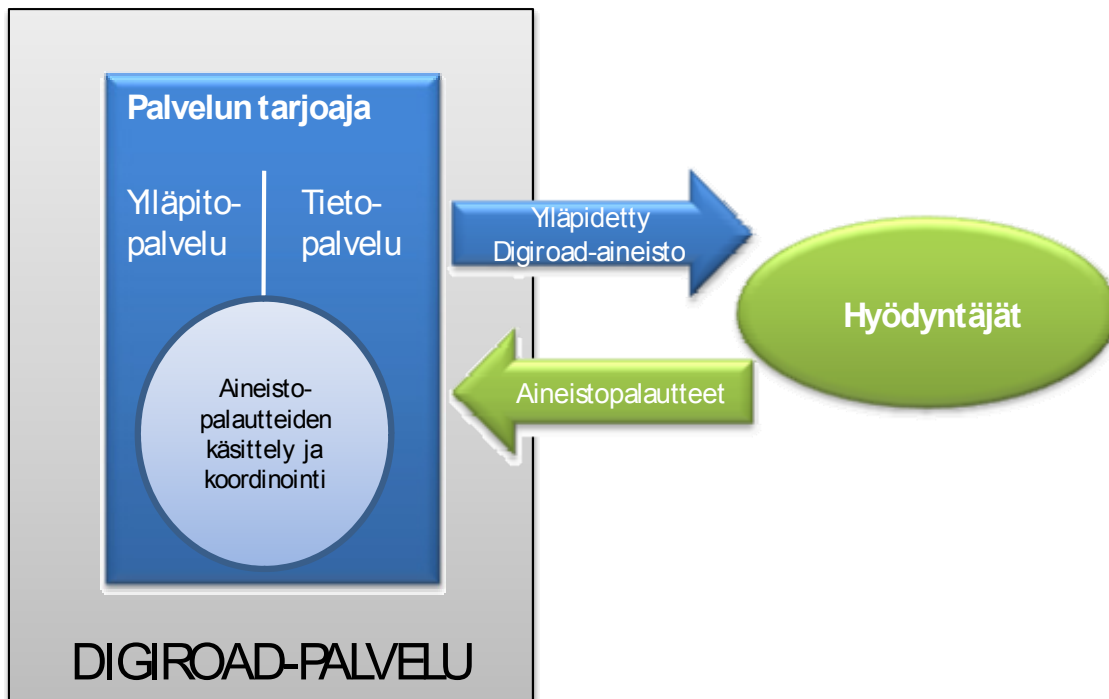 Palvelun tarjoaja
Ylläpito-
palvelu
Tieto-
palvelu
Aineisto-
palautteiden
käsittely ja
koordinointi
Ylläpidetty
Digiroad-aineisto
Aineistopalautteet
Hyödyntäjät
DIGIROAD-PALVELU